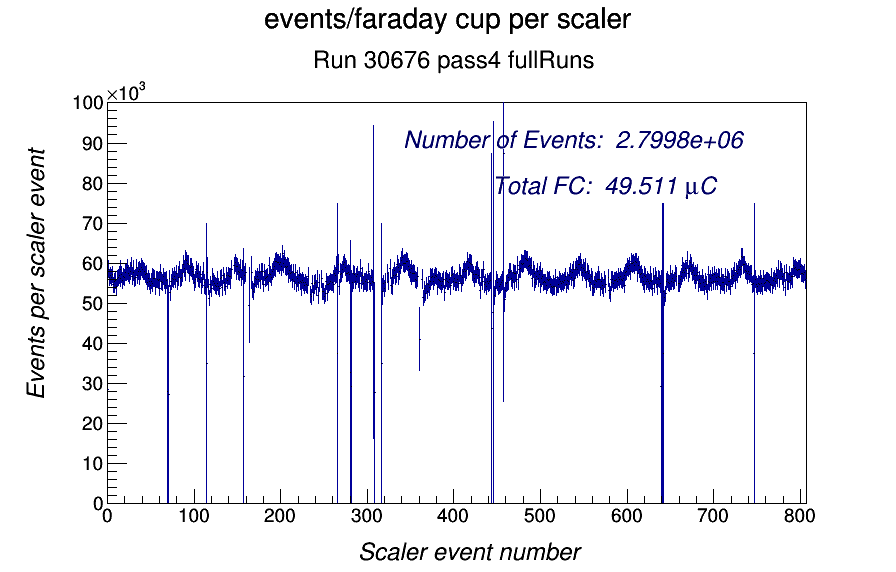 events/faraday cup per scaler
Run 30676 pass4 fullRuns
×10³
100
90
80
70
60
50
40
30
20
10
0
Events per scaler event
Number of Events: 2.7998e+06
Total FC: 49.511 μC
0 100 200 300 400 500 600 700 800
Scaler event number